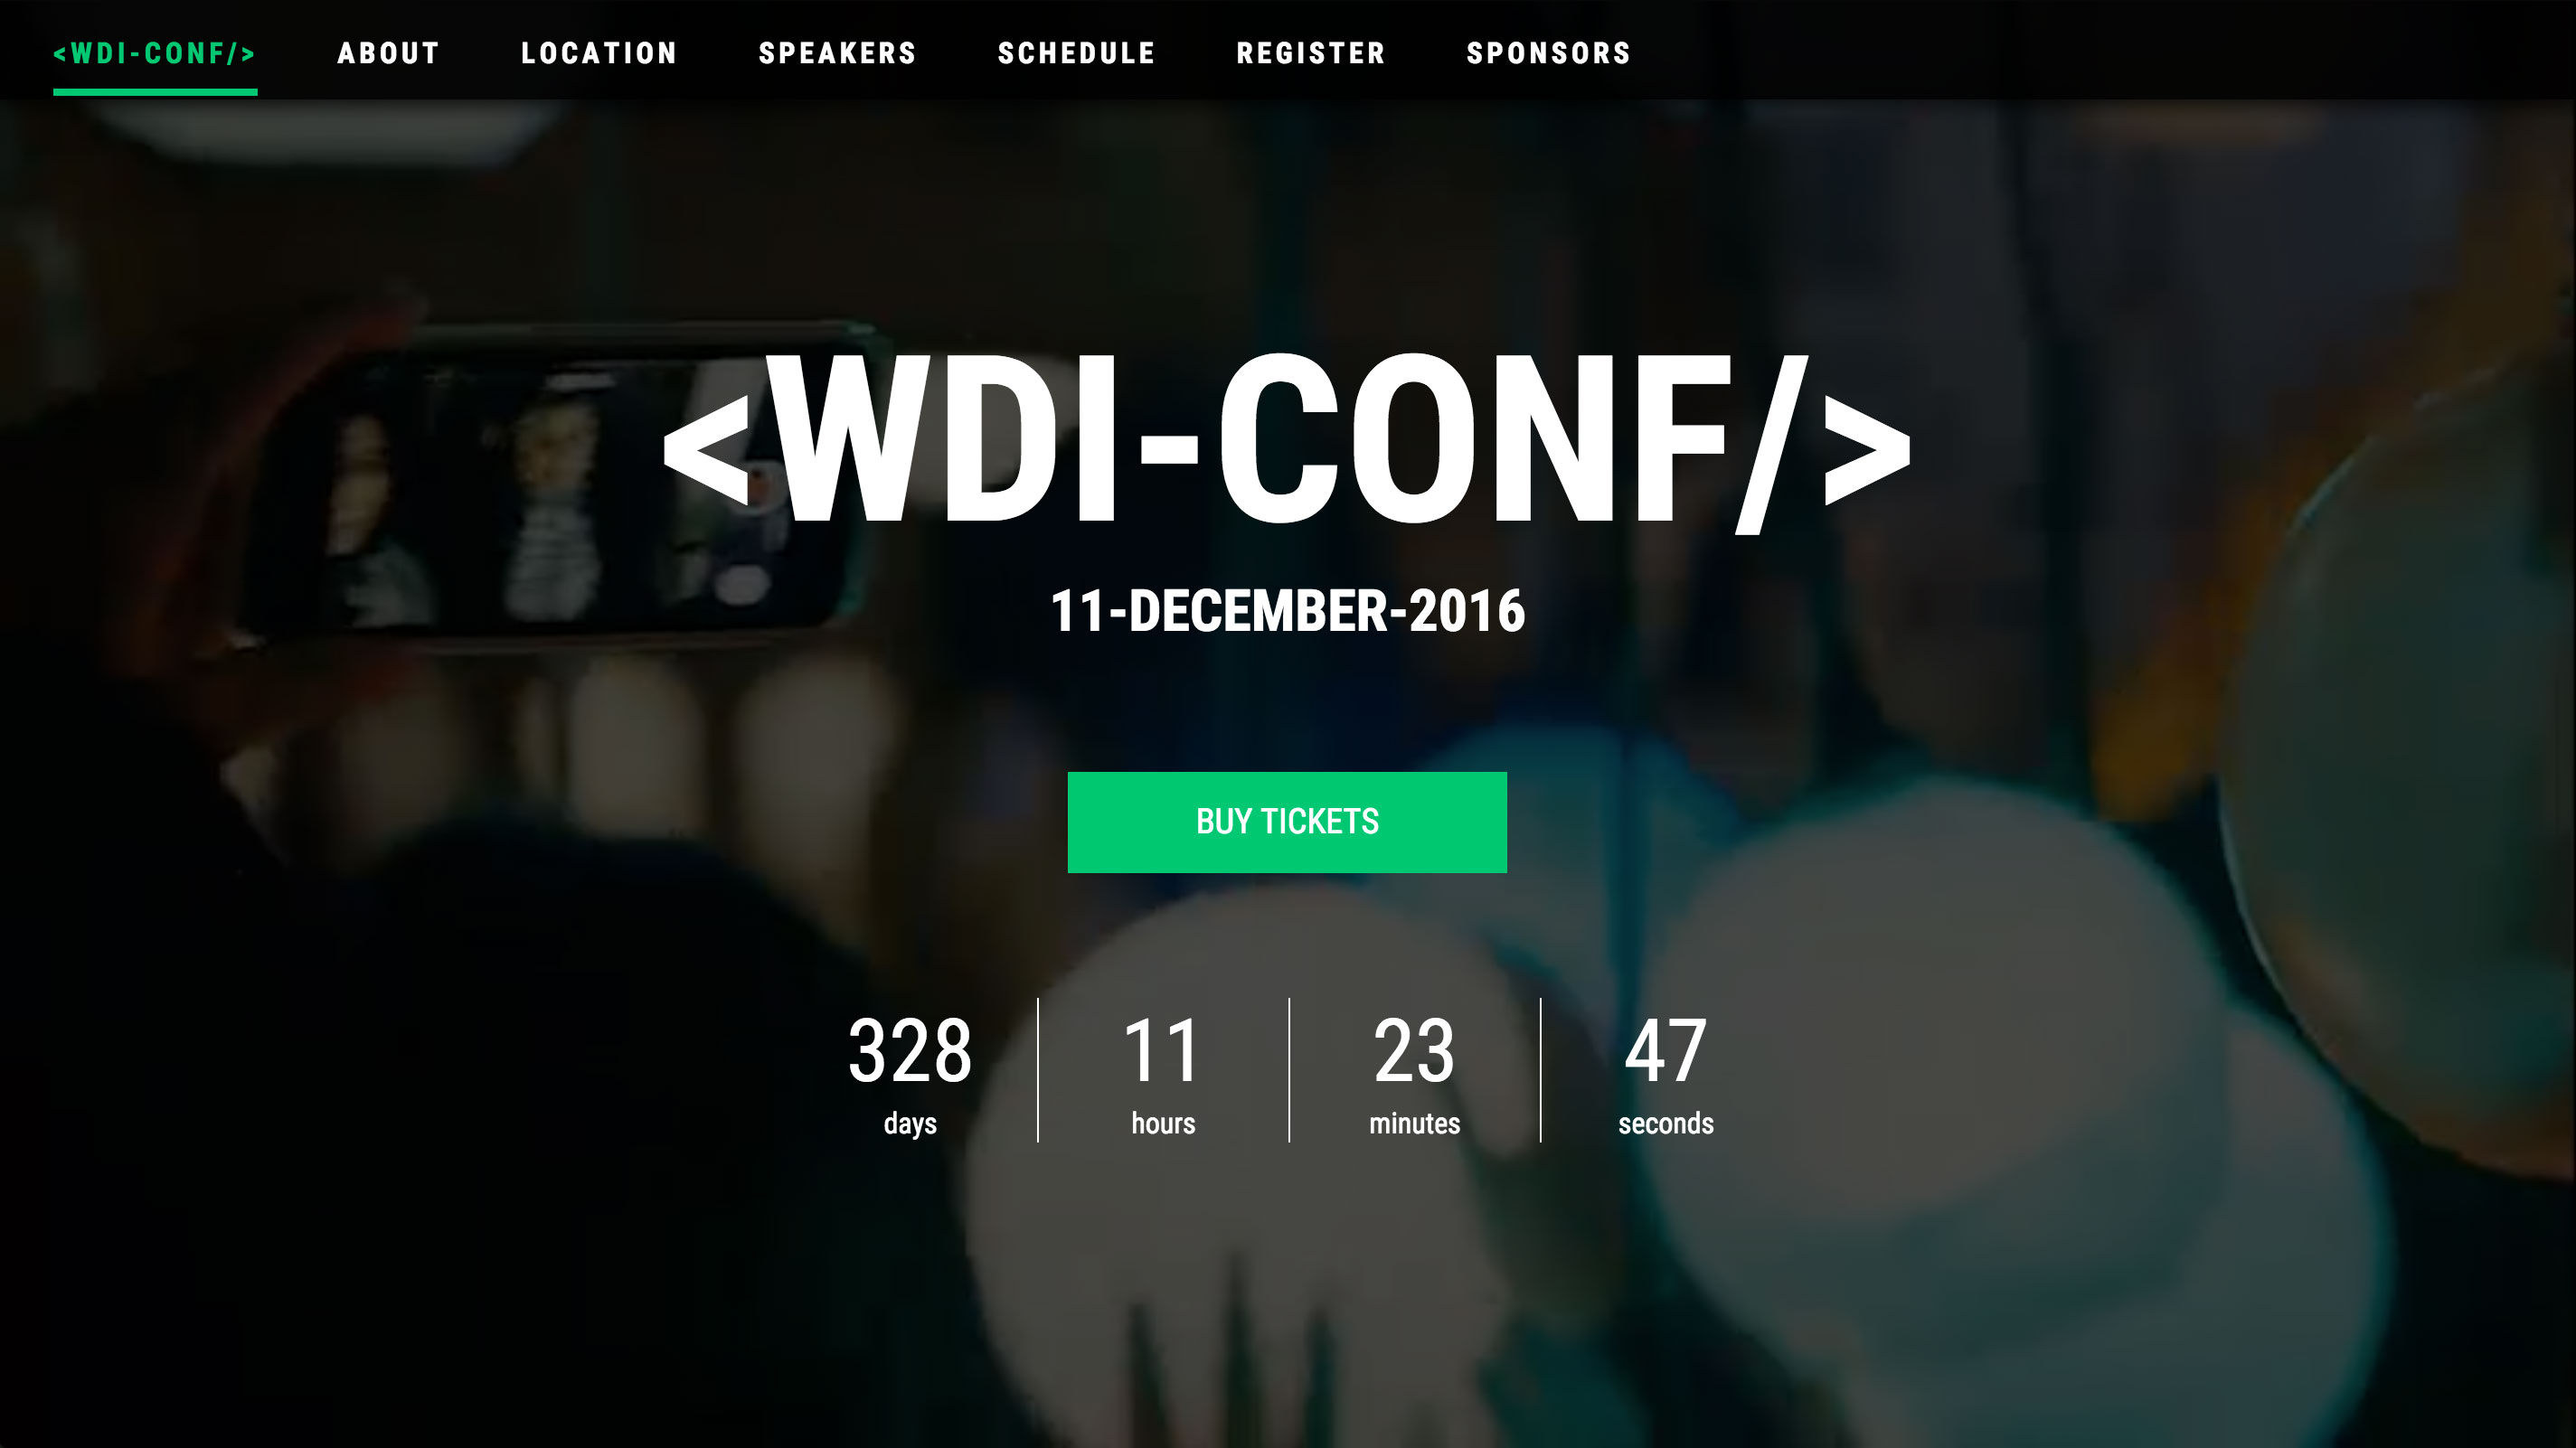 <WDI-CONF/> ABOUT LOCATION SPEAKERS SCHEDULE REGISTER SPONSORS
<WDI-CONF/>
11-DECEMBER-2016
BUY TICKETS
328 11 23 47
days hours minutes seconds